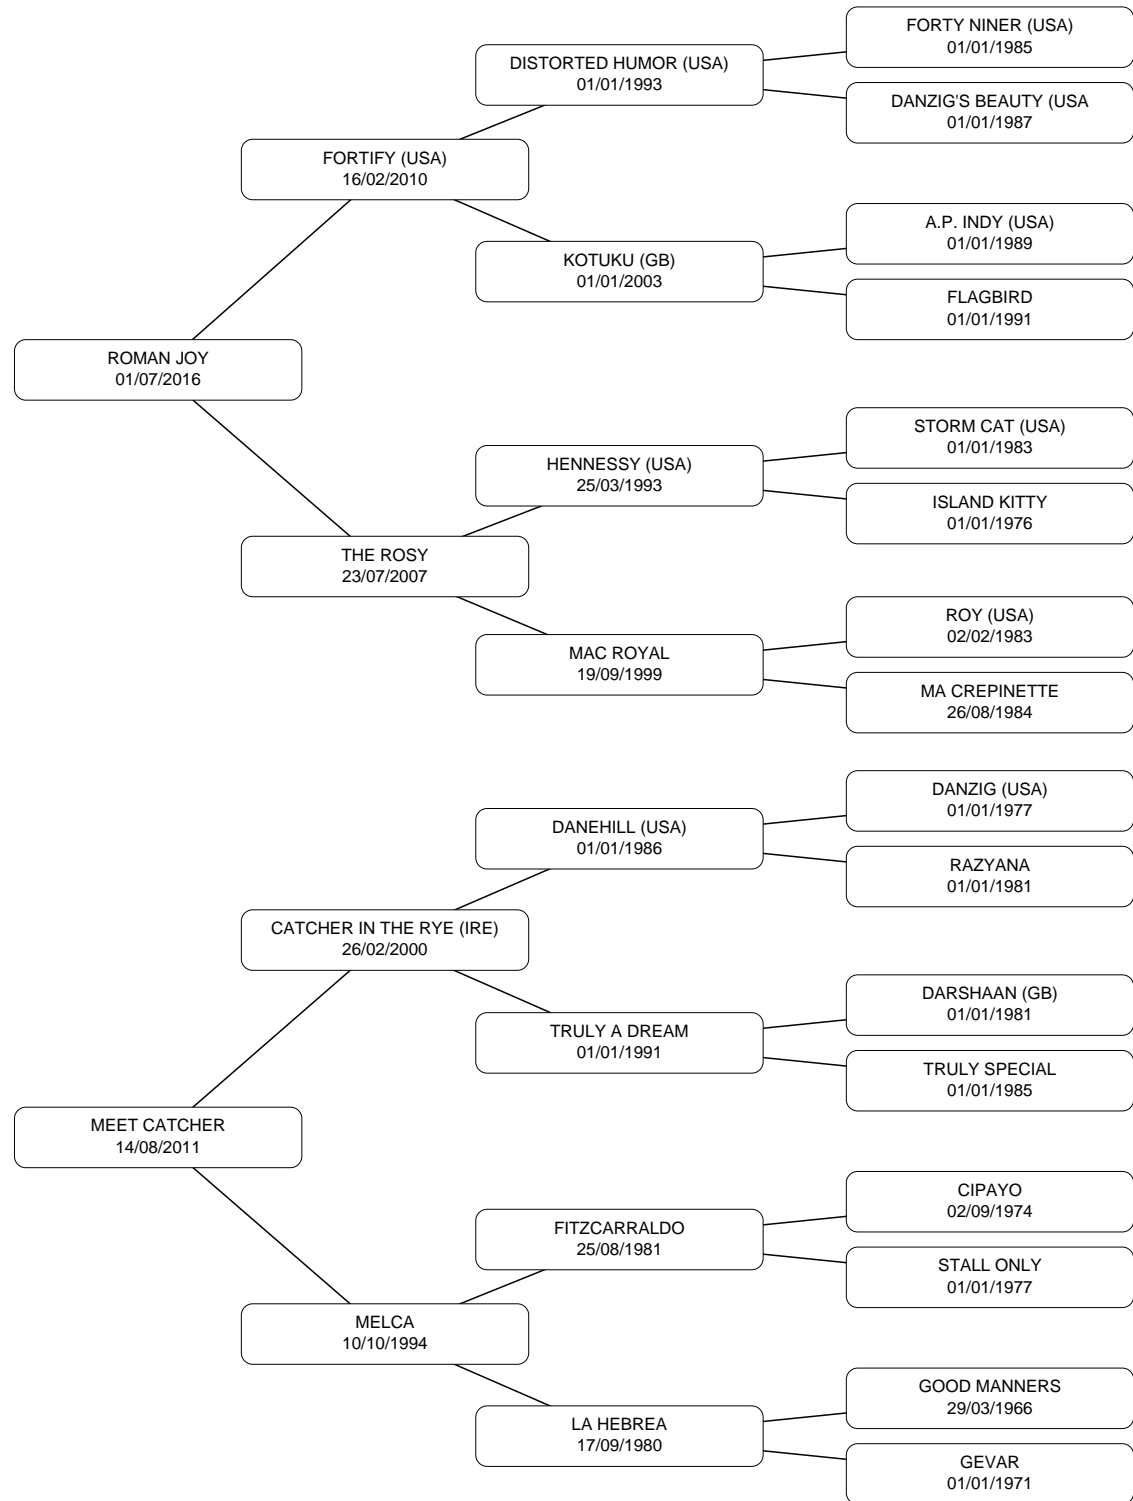 FORTY NINER (USA)
01/01/1985
DISTORTED HUMOR (USA)
01/01/1993
DANZIG'S BEAUTY (USA
01/01/1987
FORTIFY (USA)
16/02/2010
A.P. INDY (USA)
01/01/1989
KOTUKU (GB)
01/01/2003
FLAGBIRD
01/01/1991
ROMAN JOY
01/07/2016
STORM CAT (USA)
01/01/1983
HENNESSY (USA)
25/03/1993
ISLAND KITTY
01/01/1976
THE ROSY
23/07/2007
ROY (USA)
02/02/1983
MAC ROYAL
19/09/1999
MA CREPINETTE
26/08/1984
DANZIG (USA)
01/01/1977
DANEHILL (USA)
01/01/1986
RAZYANA
01/01/1981
CATCHER IN THE RYE (IRE)
26/02/2000
DARSHAAN (GB)
01/01/1981
TRULY A DREAM
01/01/1991
TRULY SPECIAL
01/01/1985
MEET CATCHER
14/08/2011
CIPAYO
02/09/1974
FITZCARRALDO
25/08/1981
STALL ONLY
01/01/1977
MELCA
10/10/1994
GOOD MANNERS
29/03/1966
LA HEBREA
17/09/1980
GEVAR
01/01/1971